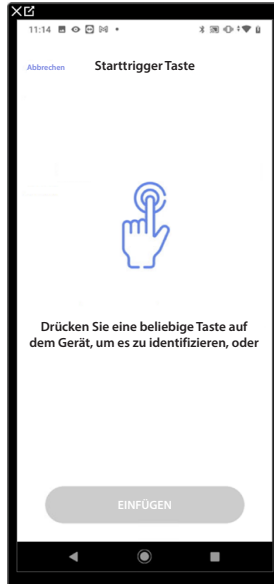 11:14
Abbrechen
Starttrigger Taste
Drücken Sie eine beliebige Taste auf
dem Gerät, um es zu identifizieren, oder
EINFÜGEN